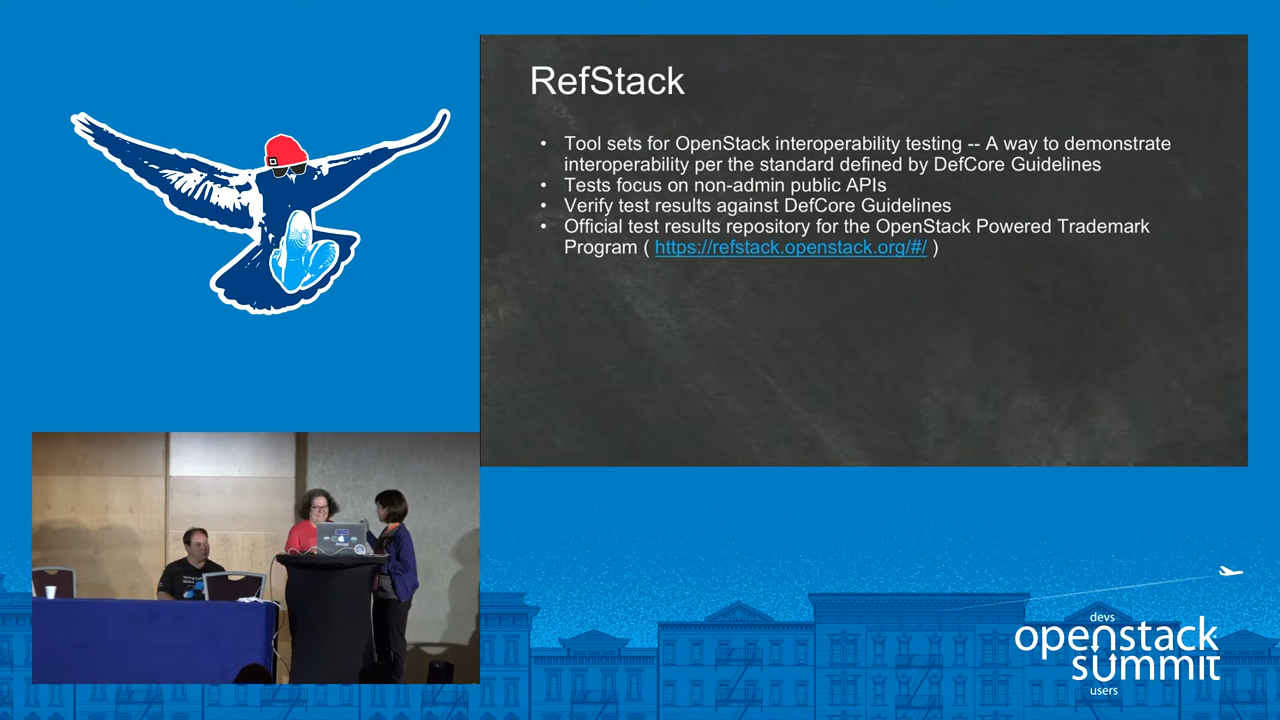 RefStack
• Tool sets for OpenStack interoperability testing -- A way to demonstrate
interoperability per the standard defined by DefCore Guidelines
• Tests focus on non-admin public APIs
• Verify test results against DefCore Guidelines
• Official test results repository for the OpenStack Powered Trademark
Program ( https://refstack.openstack.org/#/ )
devs
openstack
summit
users